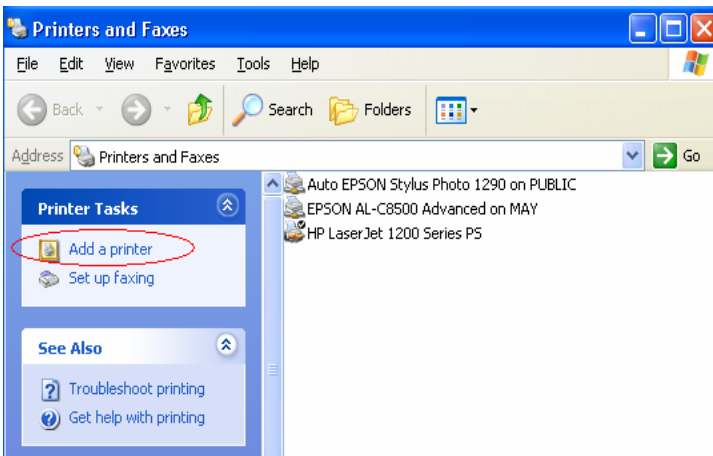 Printers and Faxes
File Edit View Favorites Tools Help
Back Search Folders
Address Printers and Faxes Go
Printer Tasks
Add a printer
Set up faxing
See Also
Troubleshoot printing
Get help with printing
Auto EPSON Stylus Photo 1290 on PUBLIC
EPSON AL-C8500 Advanced on MAY
HP LaserJet 1200 Series PS